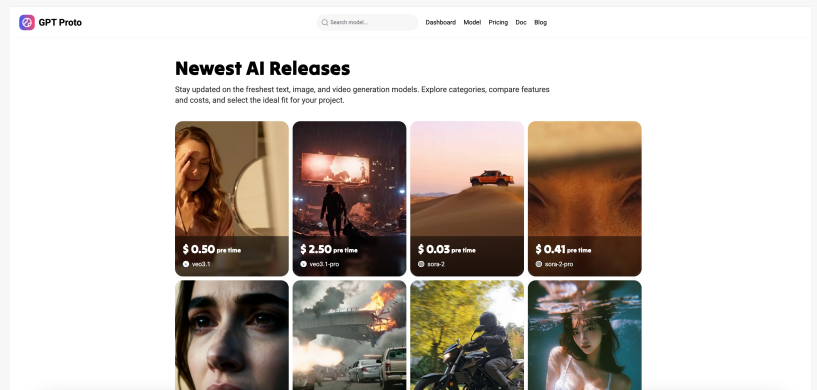 GPT Proto
Search model...
Dashboard Model Pricing Doc Blog
Newest AI Releases
Stay updated on the freshest text, image, and video generation models. Explore categories, compare features
and costs, and select the ideal fit for your project.
$ 0.50 pre time
veo3.1
$ 2.50 pre time
veo3.1-pro
$ 0.03 pre time
sora-2
$ 0.41 pre time
sora-2-pro